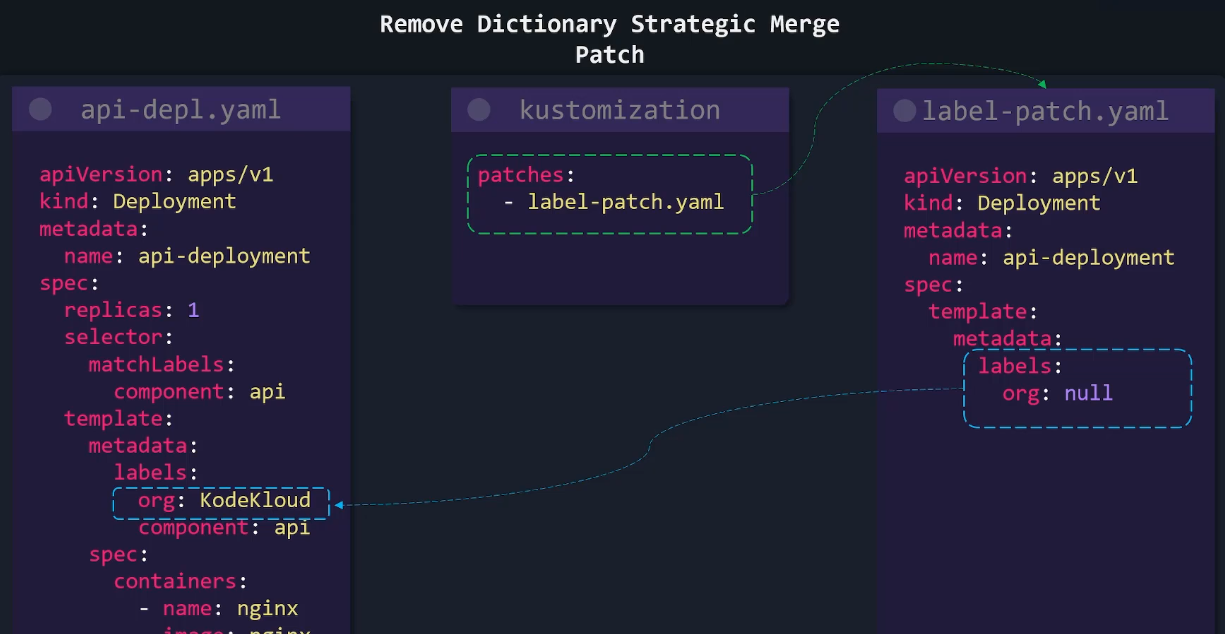 Remove Dictionary Strategic Merge
Patch
api-depl.yaml
apiVersion: apps/v1
kind: Deployment
metadata:
  name: api-deployment
spec:
  replicas: 1
  selector:
    matchLabels:
      component: api
  template:
    metadata:
      labels:
        org: KodeKloud
        component: api
    spec:
      containers:
        - name: nginx
          image: nginx
kustomization
patches:
  - label-patch.yaml
label-patch.yaml
apiVersion: apps/v1
kind: Deployment
metadata:
  name: api-deployment
spec:
  template:
    metadata:
      labels:
        org: null